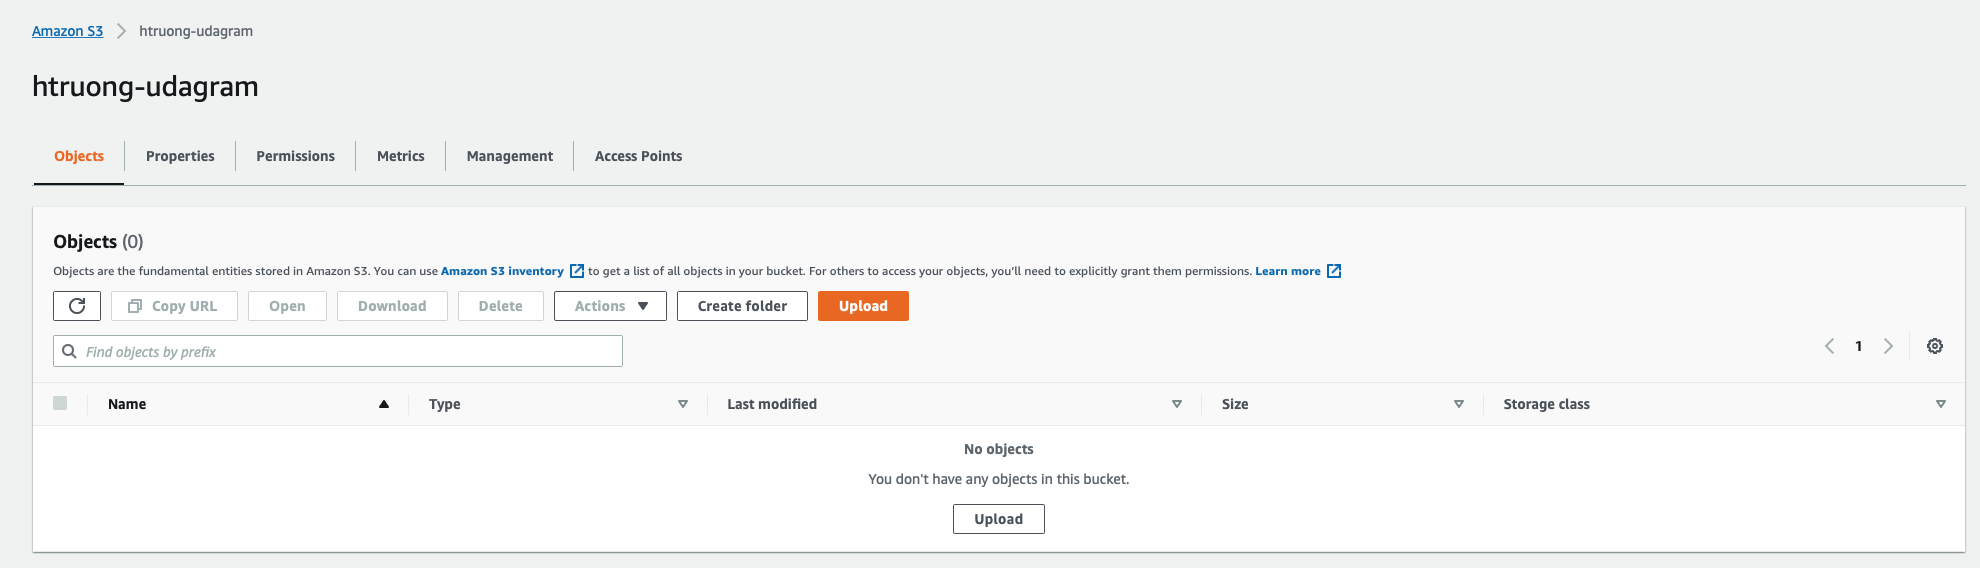 Amazon S3 htruong-udagram
htruong-udagram
Objects Properties Permissions Metrics Management Access Points
Objects (0)
Objects are the fundamental entities stored in Amazon S3. You can use Amazon S3 inventory to get a list of all objects in your bucket. For others to access your objects, you'll need to explicitly grant them permissions. Learn more
Copy URL Open Download Delete Actions Create folder Upload
Find objects by prefix 1
Name Type Last modified Size Storage class
No objects
You don't have any objects in this bucket.
Upload